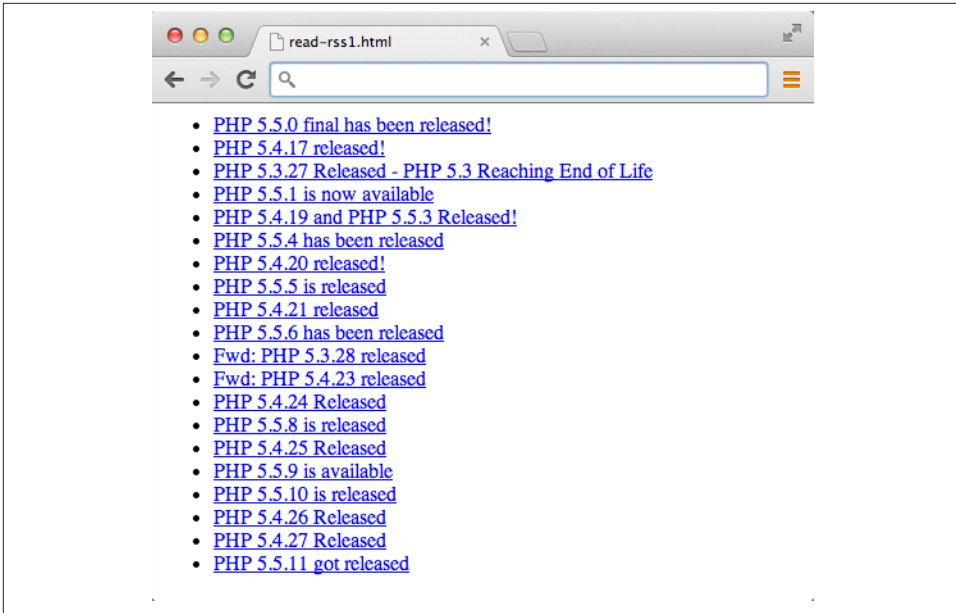 read-rss1.html
PHP 5.5.0 final has been released!
PHP 5.4.17 released!
PHP 5.3.27 Released - PHP 5.3 Reaching End of Life
PHP 5.5.1 is now available
PHP 5.4.19 and PHP 5.5.3 Released!
PHP 5.5.4 has been released
PHP 5.4.20 released!
PHP 5.5.5 is released
PHP 5.4.21 released
PHP 5.5.6 has been released
Fwd: PHP 5.3.28 released
Fwd: PHP 5.4.23 released
PHP 5.4.24 Released
PHP 5.5.8 is released
PHP 5.4.25 Released
PHP 5.5.9 is available
PHP 5.5.10 is released
PHP 5.4.26 Released
PHP 5.4.27 Released
PHP 5.5.11 got released